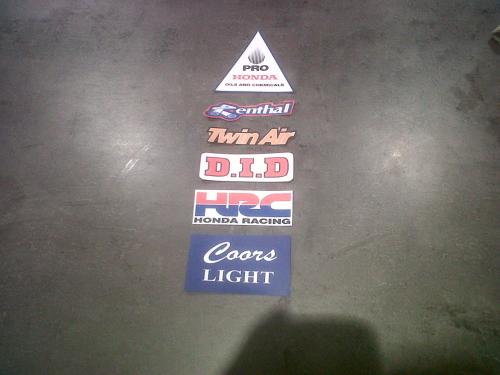 PRO
HONDA
OILS AND CHEMICALS
Renthal
Twin Air
D.I.D
HRC
HONDA RACING
Coors
LIGHT